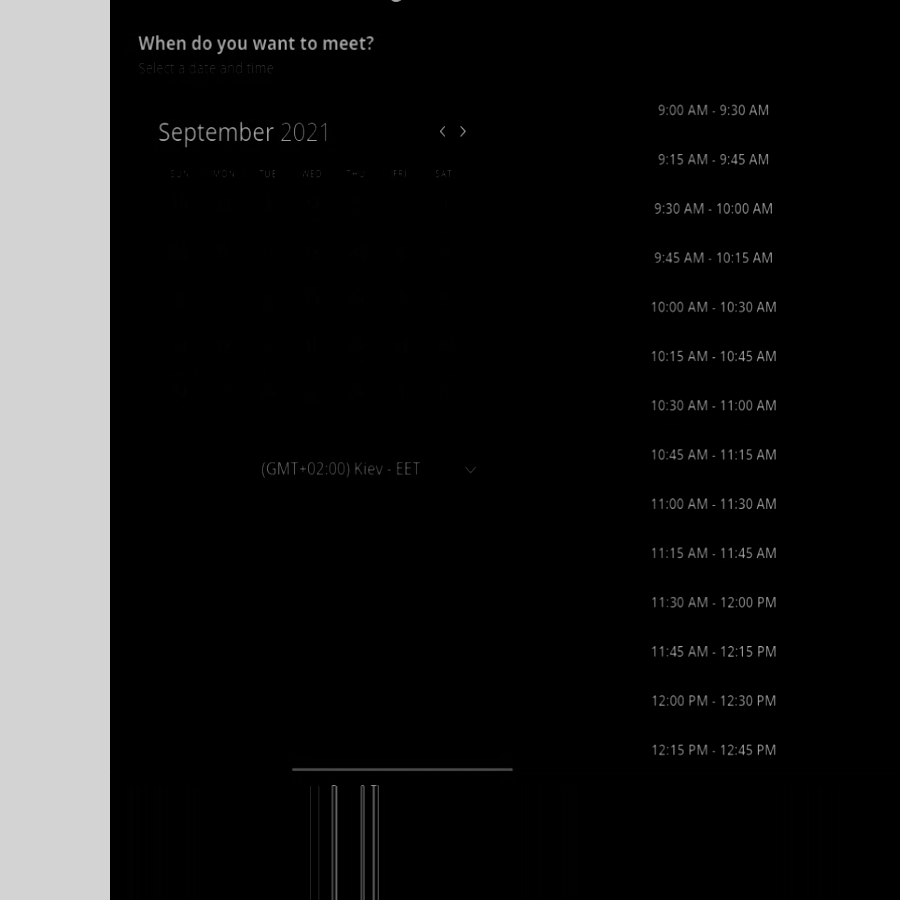 When do you want to meet?
Select a date and time
September 2021
SUN MON TUE WED THU FRI SAT
(GMT+02:00) Kiev - EET
9:00 AM - 9:30 AM
9:15 AM - 9:45 AM
9:30 AM - 10:00 AM
9:45 AM - 10:15 AM
10:00 AM - 10:30 AM
10:15 AM - 10:45 AM
10:30 AM - 11:00 AM
10:45 AM - 11:15 AM
11:00 AM - 11:30 AM
11:15 AM - 11:45 AM
11:30 AM - 12:00 PM
11:45 AM - 12:15 PM
12:00 PM - 12:30 PM
12:15 PM - 12:45 PM